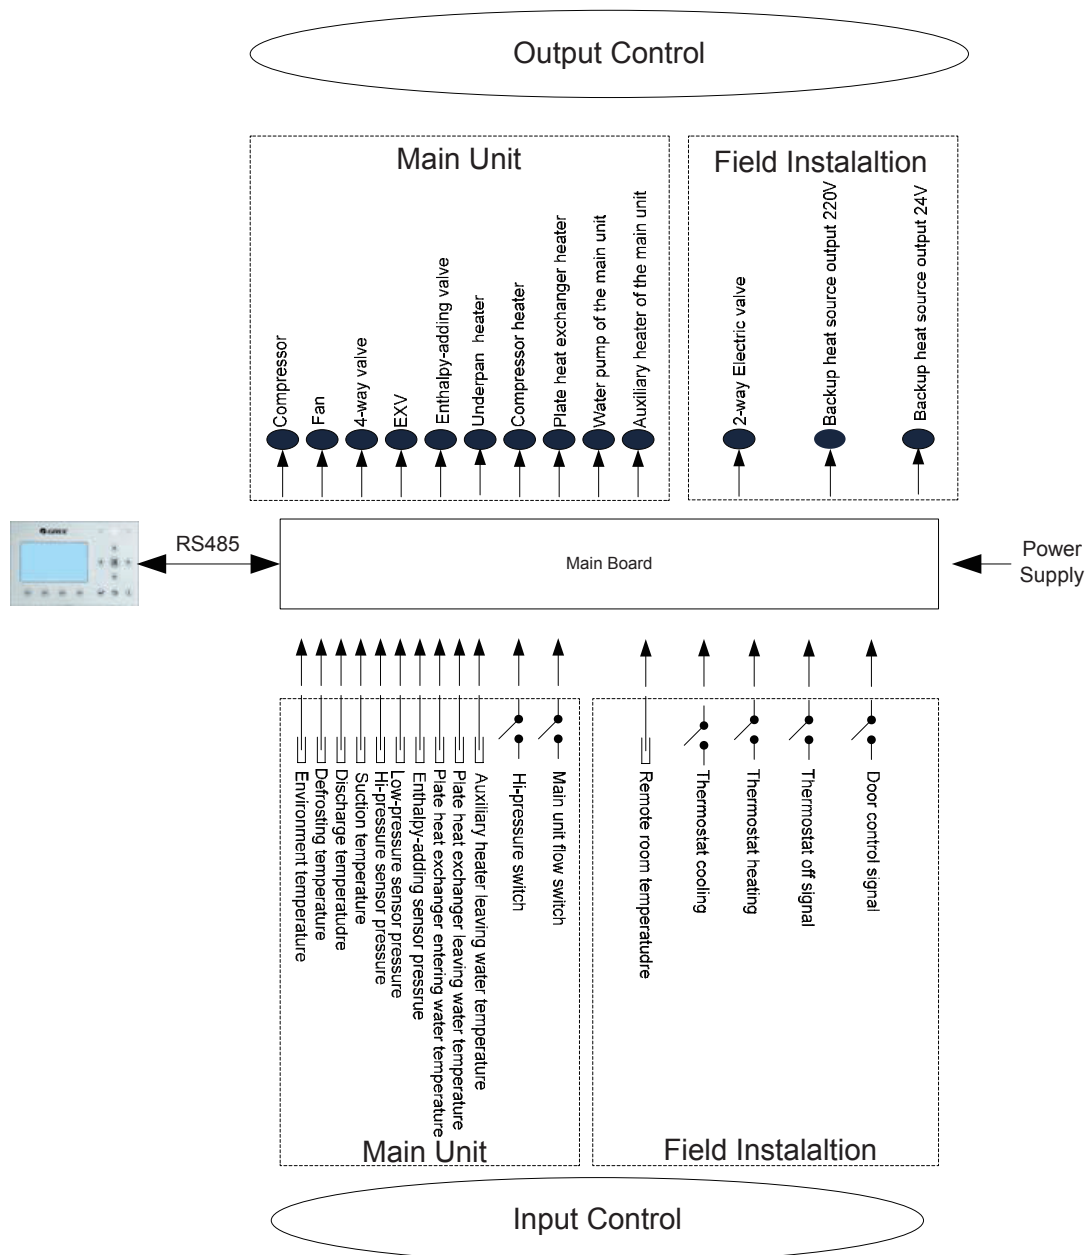 Output Control
Main Unit
Field Instalaltion
Compressor
Fan
4-way valve
EXV
Enthalpy-adding valve
Underpan heater
Compressor heater
Plate heat exchanger heater
Water pump of the main unit
Auxiliary heater of the main unit
2-way Electric valve
Backup heat source output 220V
Backup heat source output 24V
GREE
RS485
Main Board
Power
Supply
Environment temperature
Defrosting temperature
Discharge temperatudre
Suction temperature
Hi-pressure sensor pressure
Low-pressure sensor pressure
Enthalpy-adding sensor pressrue
Plate heat exchanger entering water temperature
Plate heat exchanger leaving water temperature
Auxiliary heater leaving water temperature
Hi-pressure switch
Main unit flow switch
Remote room temperatudre
Thermostat cooling
Thermostat heating
Thermostat off signal
Door control signal
Main Unit
Field Instalaltion
Input Control